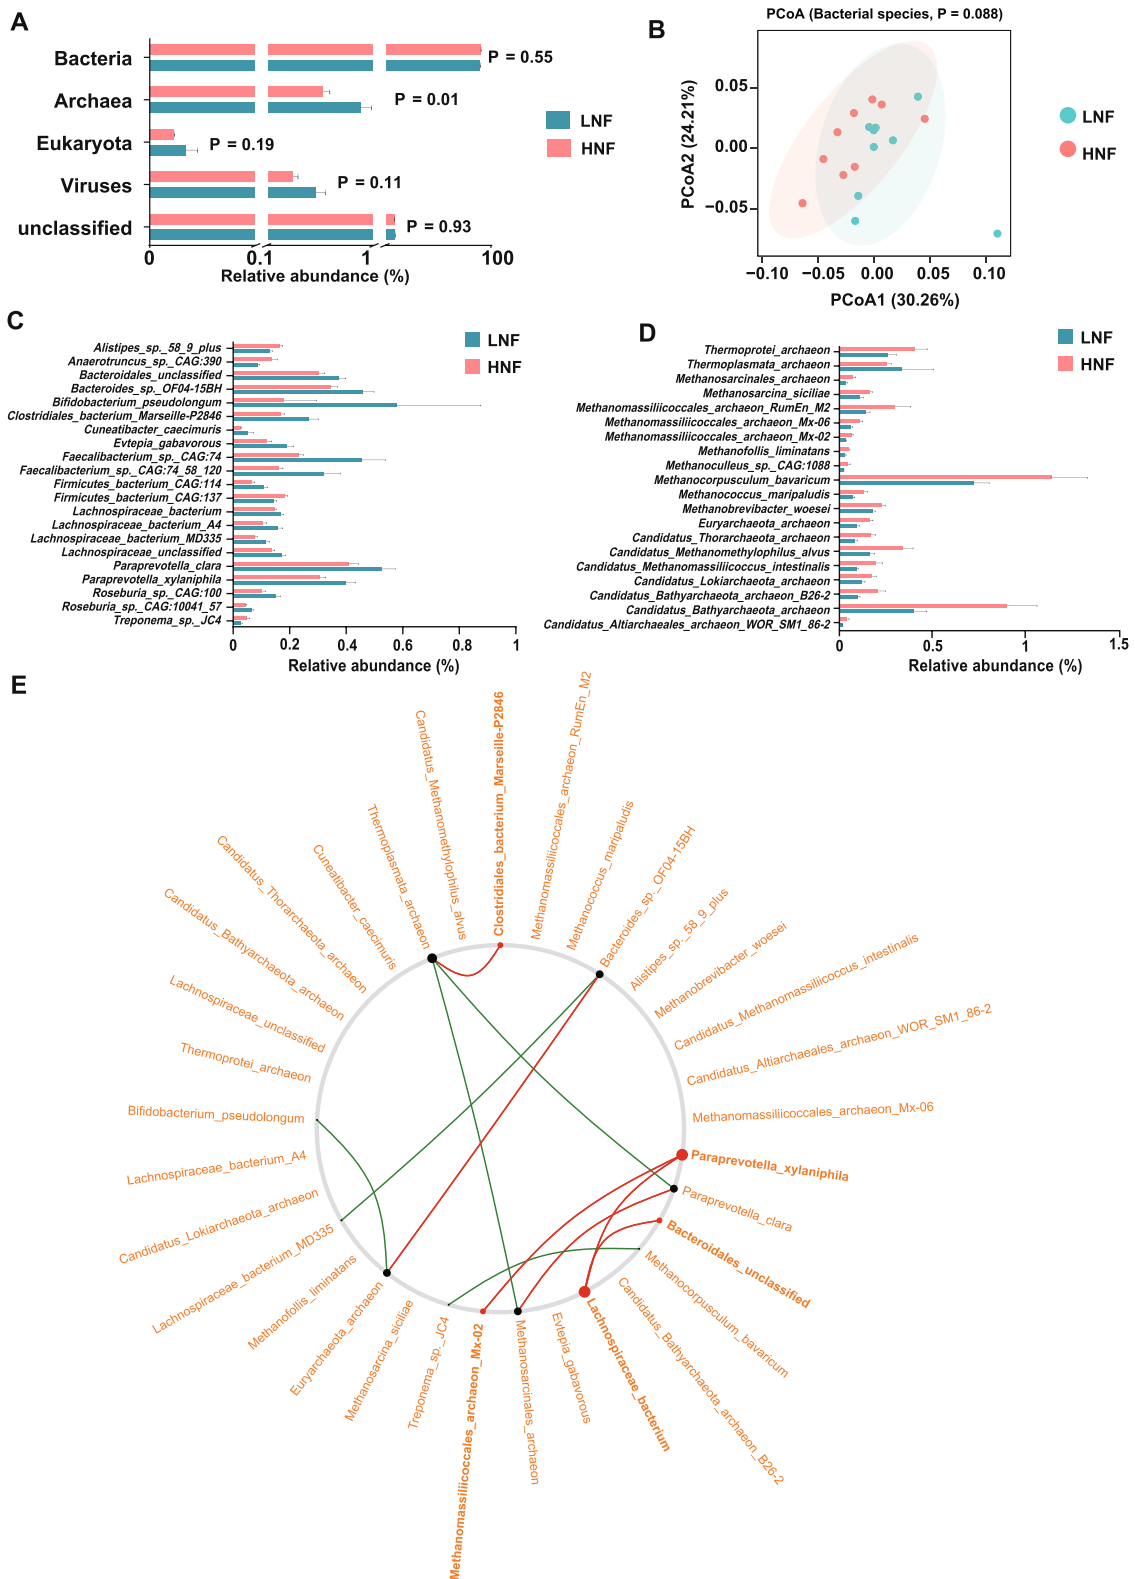 A
Bacteria
P = 0.55
Archaea
P = 0.01
Eukaryota
P = 0.19
Viruses
P = 0.11
unclassified
P = 0.93
0
0.1
1
100
Relative abundance (%)
LNF
HNF
B
PCoA (Bacterial species, P = 0.088)
PCoA2 (24.21%)
0.05
0.00
−0.05
−0.10
−0.05
0.00
0.05
0.10
PCoA1 (30.26%)
LNF
HNF
C
LNF
HNF
Alistipes_sp._58_9_plus
Anaerotruncus_sp._CAG:390
Bacteroidales_unclassified
Bacteroides_sp._OF04-15BH
Bifidobacterium_pseudolongum
Clostridiales_bacterium_Marseille-P2846
Cuneatibacter_caecimuris
Evtepia_gabavorous
Faecalibacterium_sp._CAG:74
Faecalibacterium_sp._CAG:74_58_120
Firmicutes_bacterium_CAG:114
Firmicutes_bacterium_CAG:137
Lachnospiraceae_bacterium
Lachnospiraceae_bacterium_A4
Lachnospiraceae_bacterium_MD335
Lachnospiraceae_unclassified
Paraprevotella_clara
Paraprevotella_xylaniphila
Roseburia_sp._CAG:100
Roseburia_sp._CAG:10041_57
Treponema_sp._JC4
0
0.2
0.4
0.6
0.8
1
Relative abundance (%)
D
LNF
HNF
Thermoprotei_archaeon
Thermoplasmata_archaeon
Methanosarcinales_archaeon
Methanosarcina_siciliae
Methanomassiliicoccales_archaeon_RumEn_M2
Methanomassiliicoccales_archaeon_Mx-06
Methanomassiliicoccales_archaeon_Mx-02
Methanofollis_liminatans
Methanoculleus_sp._CAG:1088
Methanocorpusculum_bavaricum
Methanococcus_maripaludis
Methanobrevibacter_woesei
Euryarchaeota_archaeon
Candidatus_Thorarchaeota_archaeon
Candidatus_Methanomethylophilus_alvus
Candidatus_Methanomassiliicoccus_intestinalis
Candidatus_Lokiarchaeota_archaeon
Candidatus_Bathyarchaeota_archaeon_B26-2
Candidatus_Bathyarchaeota_archaeon
Candidatus_Altiarchaeales_archaeon_WOR_SM1_86-2
0
0.5
1
1.5
Relative abundance (%)
E
Clostridiales_bacterium_Marseille-P2846
Methanomassiliicoccales_archaeon_RumEn_M2
Methanococcus_maripaludis
Bacteroides_sp._OF04-15BH
Alistipes_sp._58_9_plus
Methanobrevibacter_woesei
Candidatus_Methanomassiliicoccus_intestinalis
Candidatus_Altiarchaeales_archaeon_WOR_SM1_86-2
Methanomassiliicoccales_archaeon_Mx-06
Paraprevotella_xylaniphila
Paraprevotella_clara
Bacteroidales_unclassified
Methanocorpusculum_bavaricum
Candidatus_Bathyarchaeota_archaeon_B26-2
Lachnospiraceae_bacterium
Evtepia_gabavorous
Methanosarcinales_archaeon
Methanomassiliicoccales_archaeon_Mx-02
Treponema_sp._JC4
Methanosarcina_siciliae
Euryarchaeota_archaeon
Methanofollis_liminatans
Lachnospiraceae_bacterium_MD335
Candidatus_Lokiarchaeota_archaeon
Lachnospiraceae_bacterium_A4
Bifidobacterium_pseudolongum
Thermoprotei_archaeon
Lachnospiraceae_unclassified
Candidatus_Bathyarchaeota_archaeon
Candidatus_Thorarchaeota_archaeon
Cuneatibacter_caecimuris
Thermoplasmata_archaeon
Candidatus_Methanomethylophilus_alvus